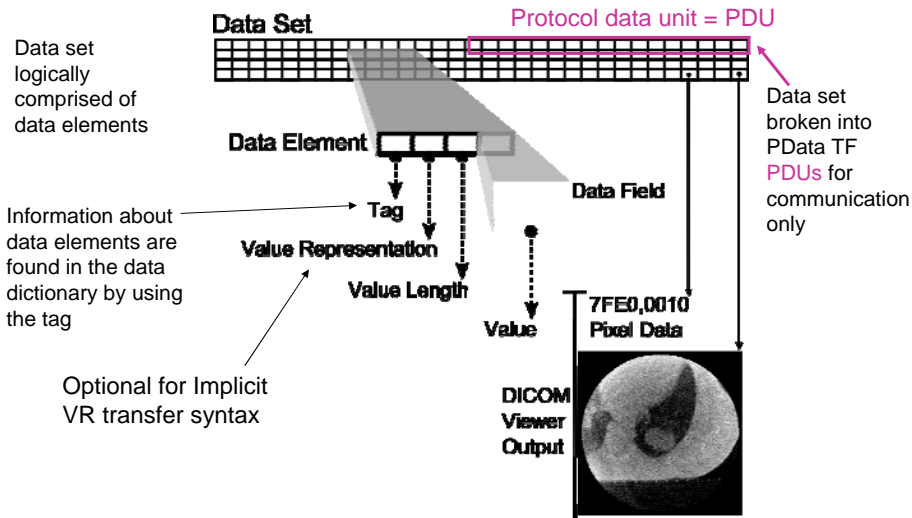 Data Set
Protocol data unit = PDU
Data set
logically
comprised of
data elements
Data set
broken into
PData TF
PDUs for
communication
only
Data Element
Data Field
Tag
Information about
data elements are
found in the data
dictionary by using
the tag
Value Representation
Value Length
Value
7FE0,0010
Pixel Data
Optional for Implicit
VR transfer syntax
DICOM
Viewer
Output